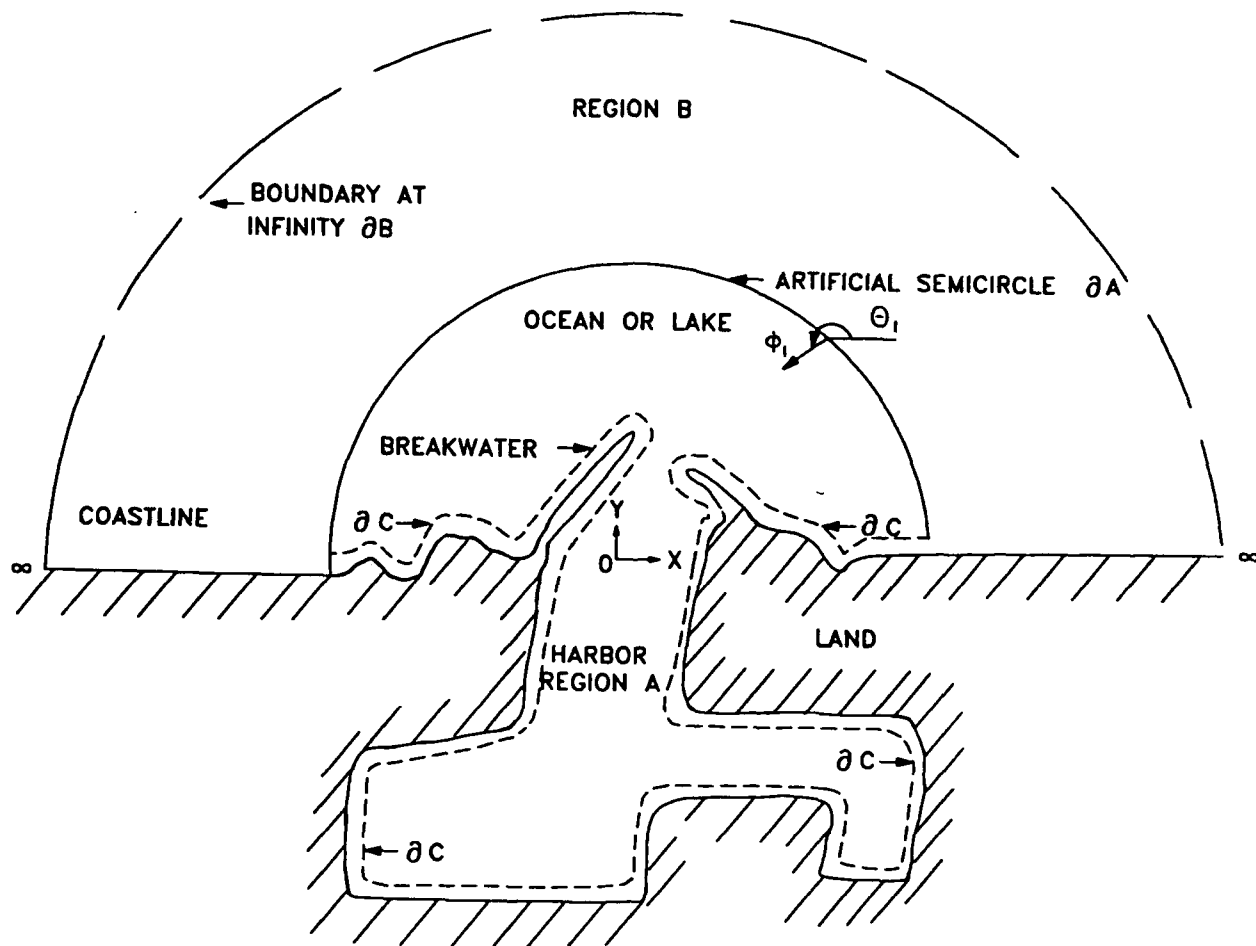 REGION B
BOUNDARY AT
INFINITY ∂B
ARTIFICIAL SEMICIRCLE ∂A
OCEAN OR LAKE
Θ₁
ϕ₁
BREAKWATER
COASTLINE
∂C
Y
∂C
∞
O
X
∞
LAND
HARBOR
REGION A
∂C
∂C